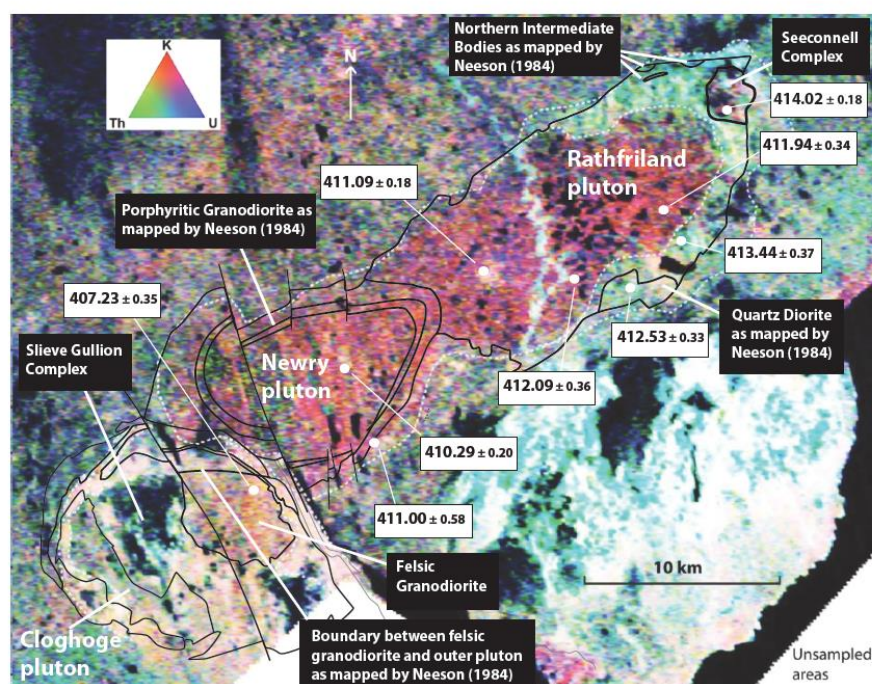 K
Th
U
N
Northern Intermediate
Bodies as mapped by
Neeson (1984)
Seeconnell
Complex
414.02 ± 0.18
411.94 ± 0.34
Rathfriland
pluton
411.09 ± 0.18
Porphyritic Granodiorite as
mapped by Neeson (1984)
413.44 ± 0.37
407.23 ± 0.35
Quartz Diorite
as mapped by
Neeson (1984)
412.53 ± 0.33
Slieve Gullion
Complex
Newry
pluton
412.09 ± 0.36
410.29 ± 0.20
411.00 ± 0.58
Felsic
Granodiorite
10 km
Cloghoge
pluton
Boundary between felsic
granodiorite and outer pluton
as mapped by Neeson (1984)
Unsampled
areas